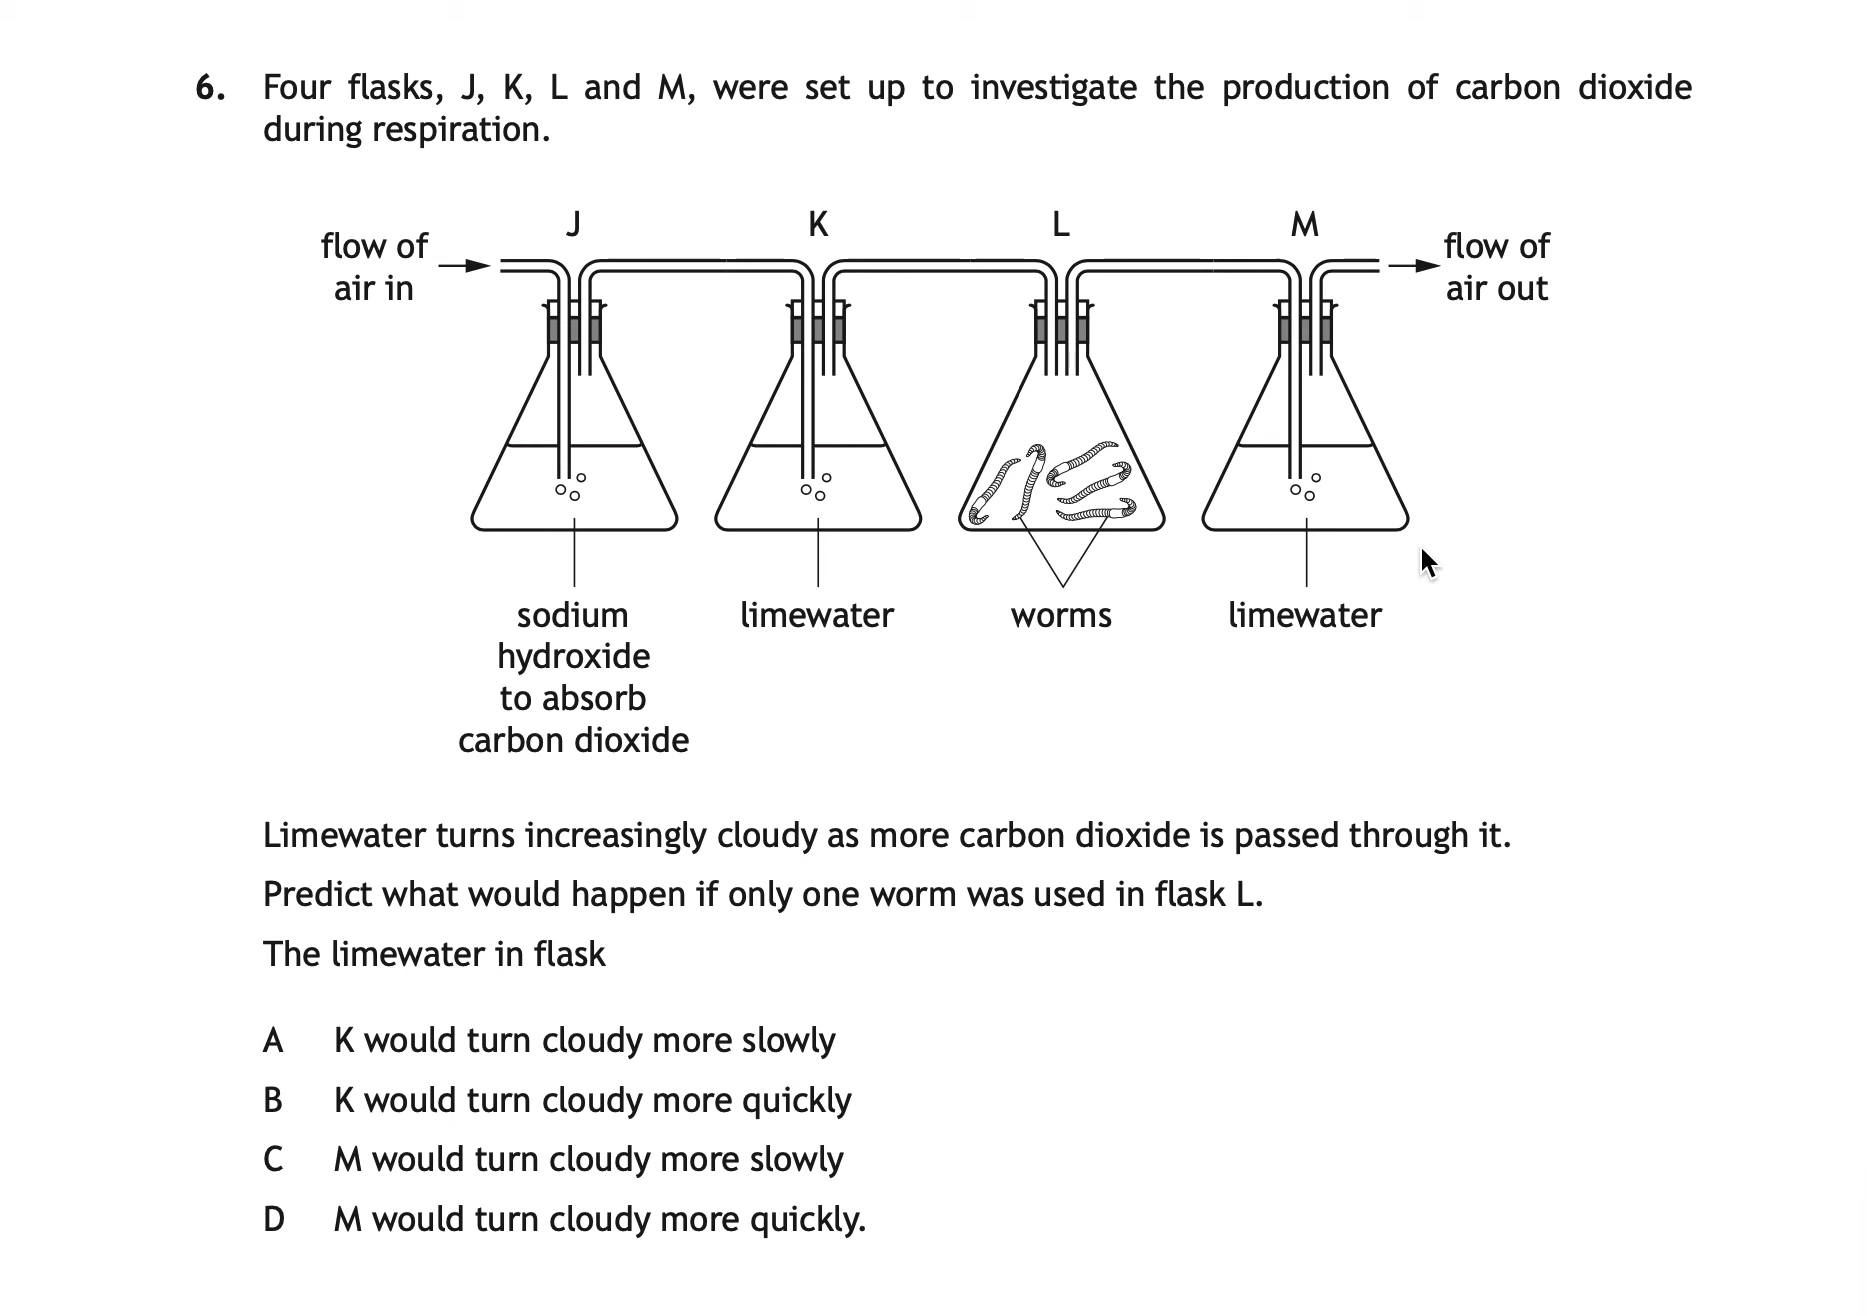 6. Four flasks, J, K, L and M, were set up to investigate the production of carbon dioxide
during respiration.
J K L M
flow of
air in
flow of
air out
sodium
hydroxide
to absorb
carbon dioxide
limewater
worms
limewater
Limewater turns increasingly cloudy as more carbon dioxide is passed through it.
Predict what would happen if only one worm was used in flask L.
The limewater in flask
A K would turn cloudy more slowly
B K would turn cloudy more quickly
C M would turn cloudy more slowly
D M would turn cloudy more quickly.